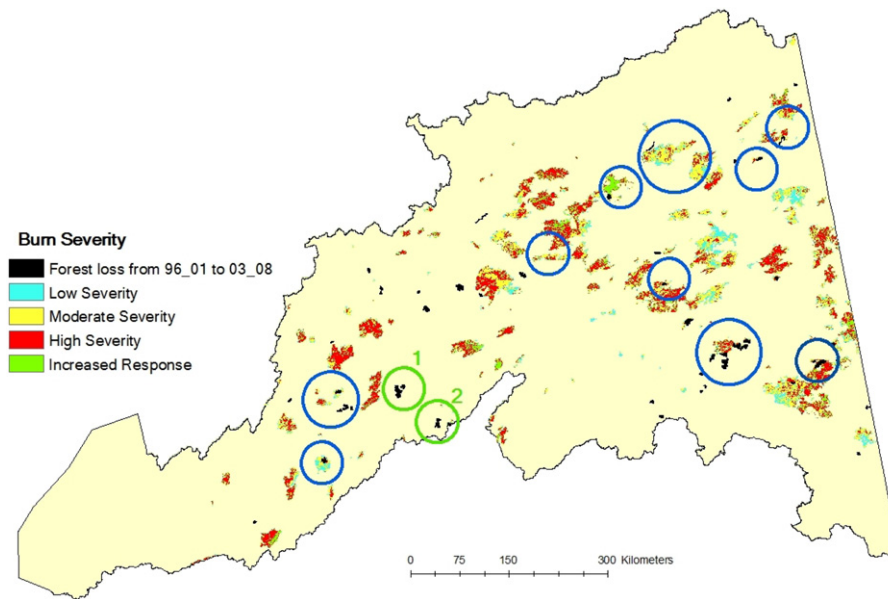 Burn Severity
Forest loss from 96_01 to 03_08
Low Severity
Moderate Severity
High Severity
Increased Response
1
2
0 75 150 300 Kilometers